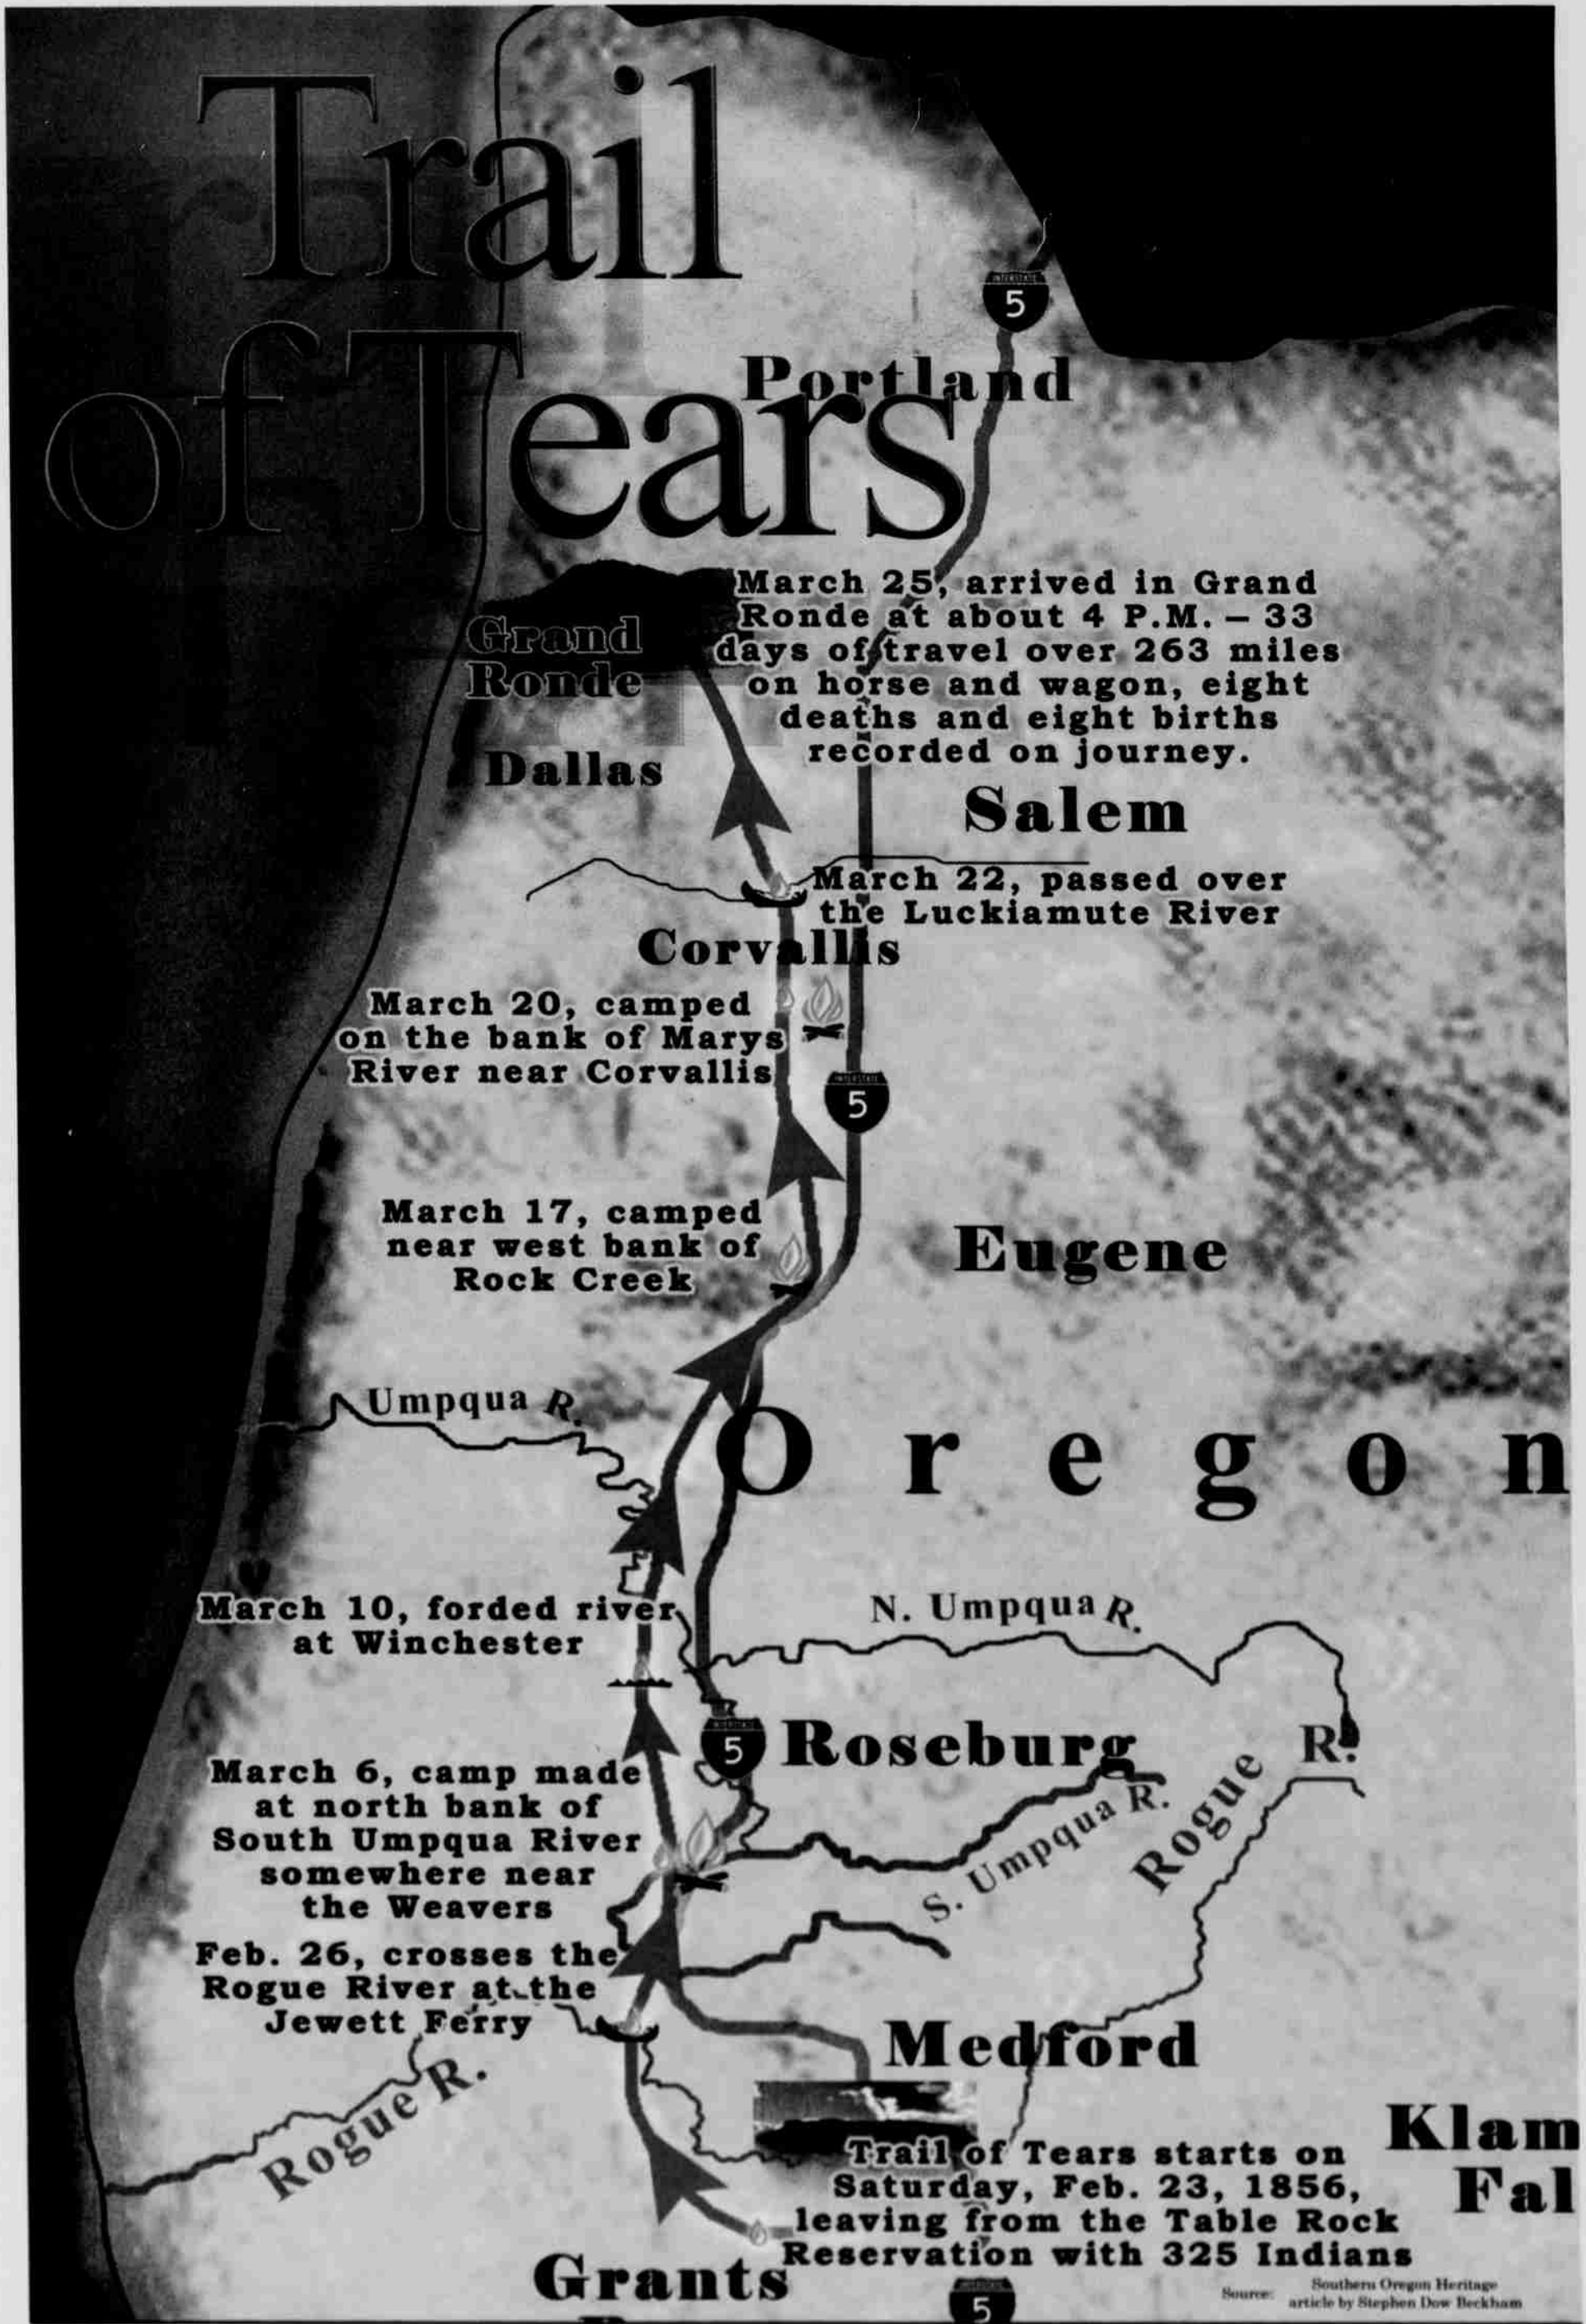 Trail
of Tears
INTERSTATE
5
Portland
March 25, arrived in Grand
Ronde at about 4 P.M. – 33
days of travel over 263 miles
on horse and wagon, eight
deaths and eight births
recorded on journey.
Grand
Ronde
Dallas
Salem
March 22, passed over
the Luckiamute River
Corvallis
March 20, camped
on the bank of Marys
River near Corvallis
INTERSTATE
5
March 17, camped
near west bank of
Rock Creek
Eugene
Umpqua R.
Oregon
March 10, forded river
at Winchester
N. Umpqua R.
5
Roseburg
March 6, camp made
at north bank of
South Umpqua River
somewhere near
the Weavers
S. Umpqua R.
Rogue R.
Feb. 26, crosses the
Rogue River at the
Jewett Ferry
Medford
Rogue R.
Klam
Fal
Trail of Tears starts on
Saturday, Feb. 23, 1856,
leaving from the Table Rock
Reservation with 325 Indians
Grants
5
Source: Southern Oregon Heritage
article by Stephen Dow Beckham